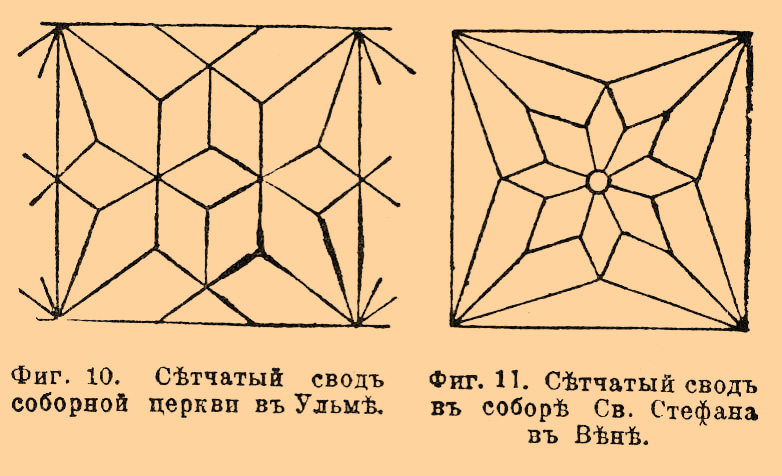 Фиг. 10. Сѣтчатый сводъ
соборной церкви въ Ульмѣ.
Фиг. 11. Сѣтчатый сводъ
въ соборѣ Св. Стефана
въ Вѣнѣ.